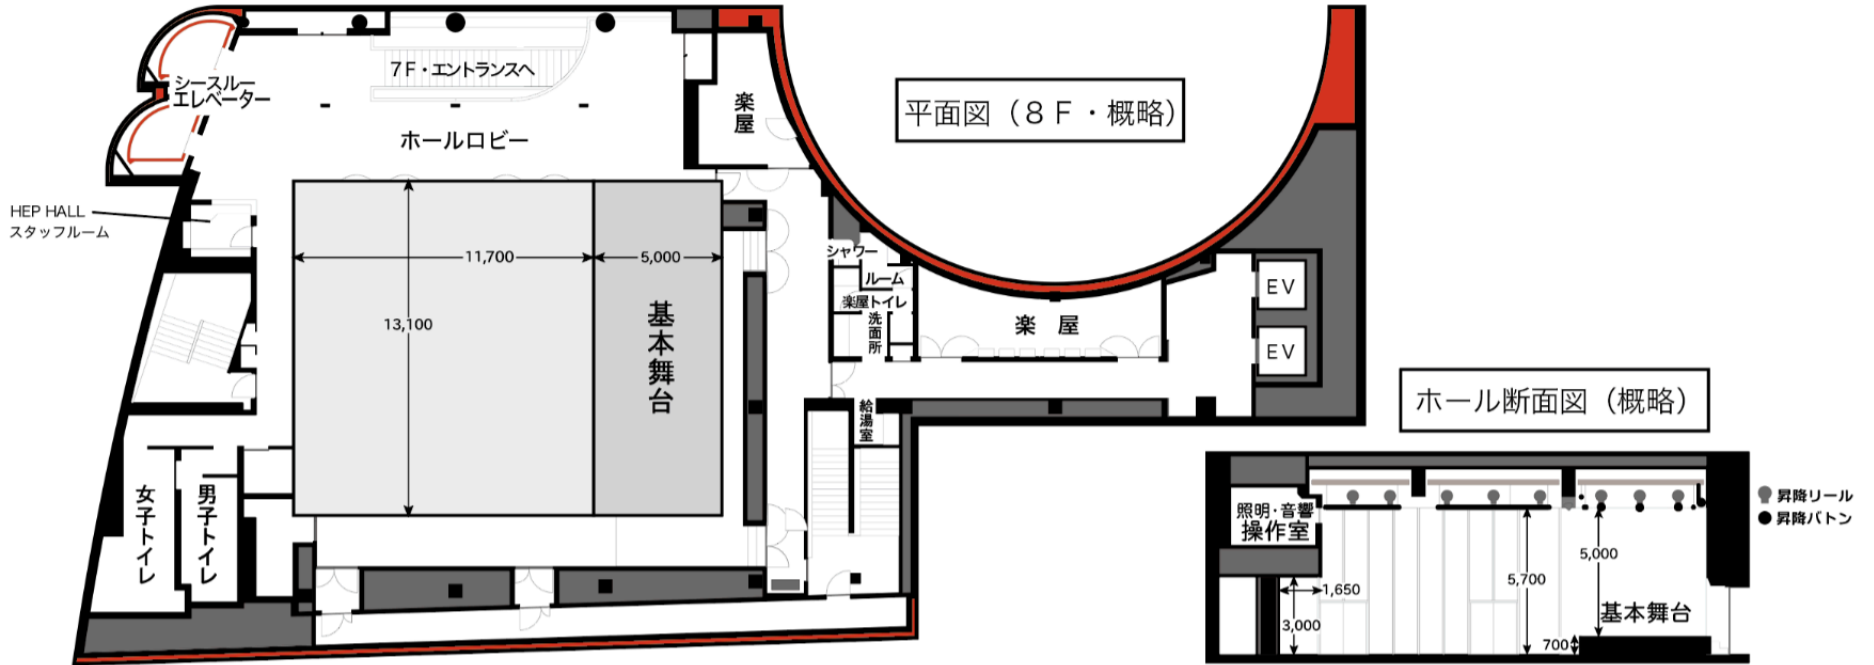 7F・エントランスへ
シースルー
エレベーター
ホールロビー
楽屋
平面図（８Ｆ・概略）
HEP HALL
スタッフルーム
11,700
5,000
13,100
基本舞台
シャワー
ルーム
楽屋トイレ
洗面所
楽　屋
EV
EV
給湯室
女子トイレ
男子トイレ
ホール断面図（概略）
照明・音響
操作室
昇降リール
昇降バトン
5,000
5,700
1,650
基本舞台
3,000
700